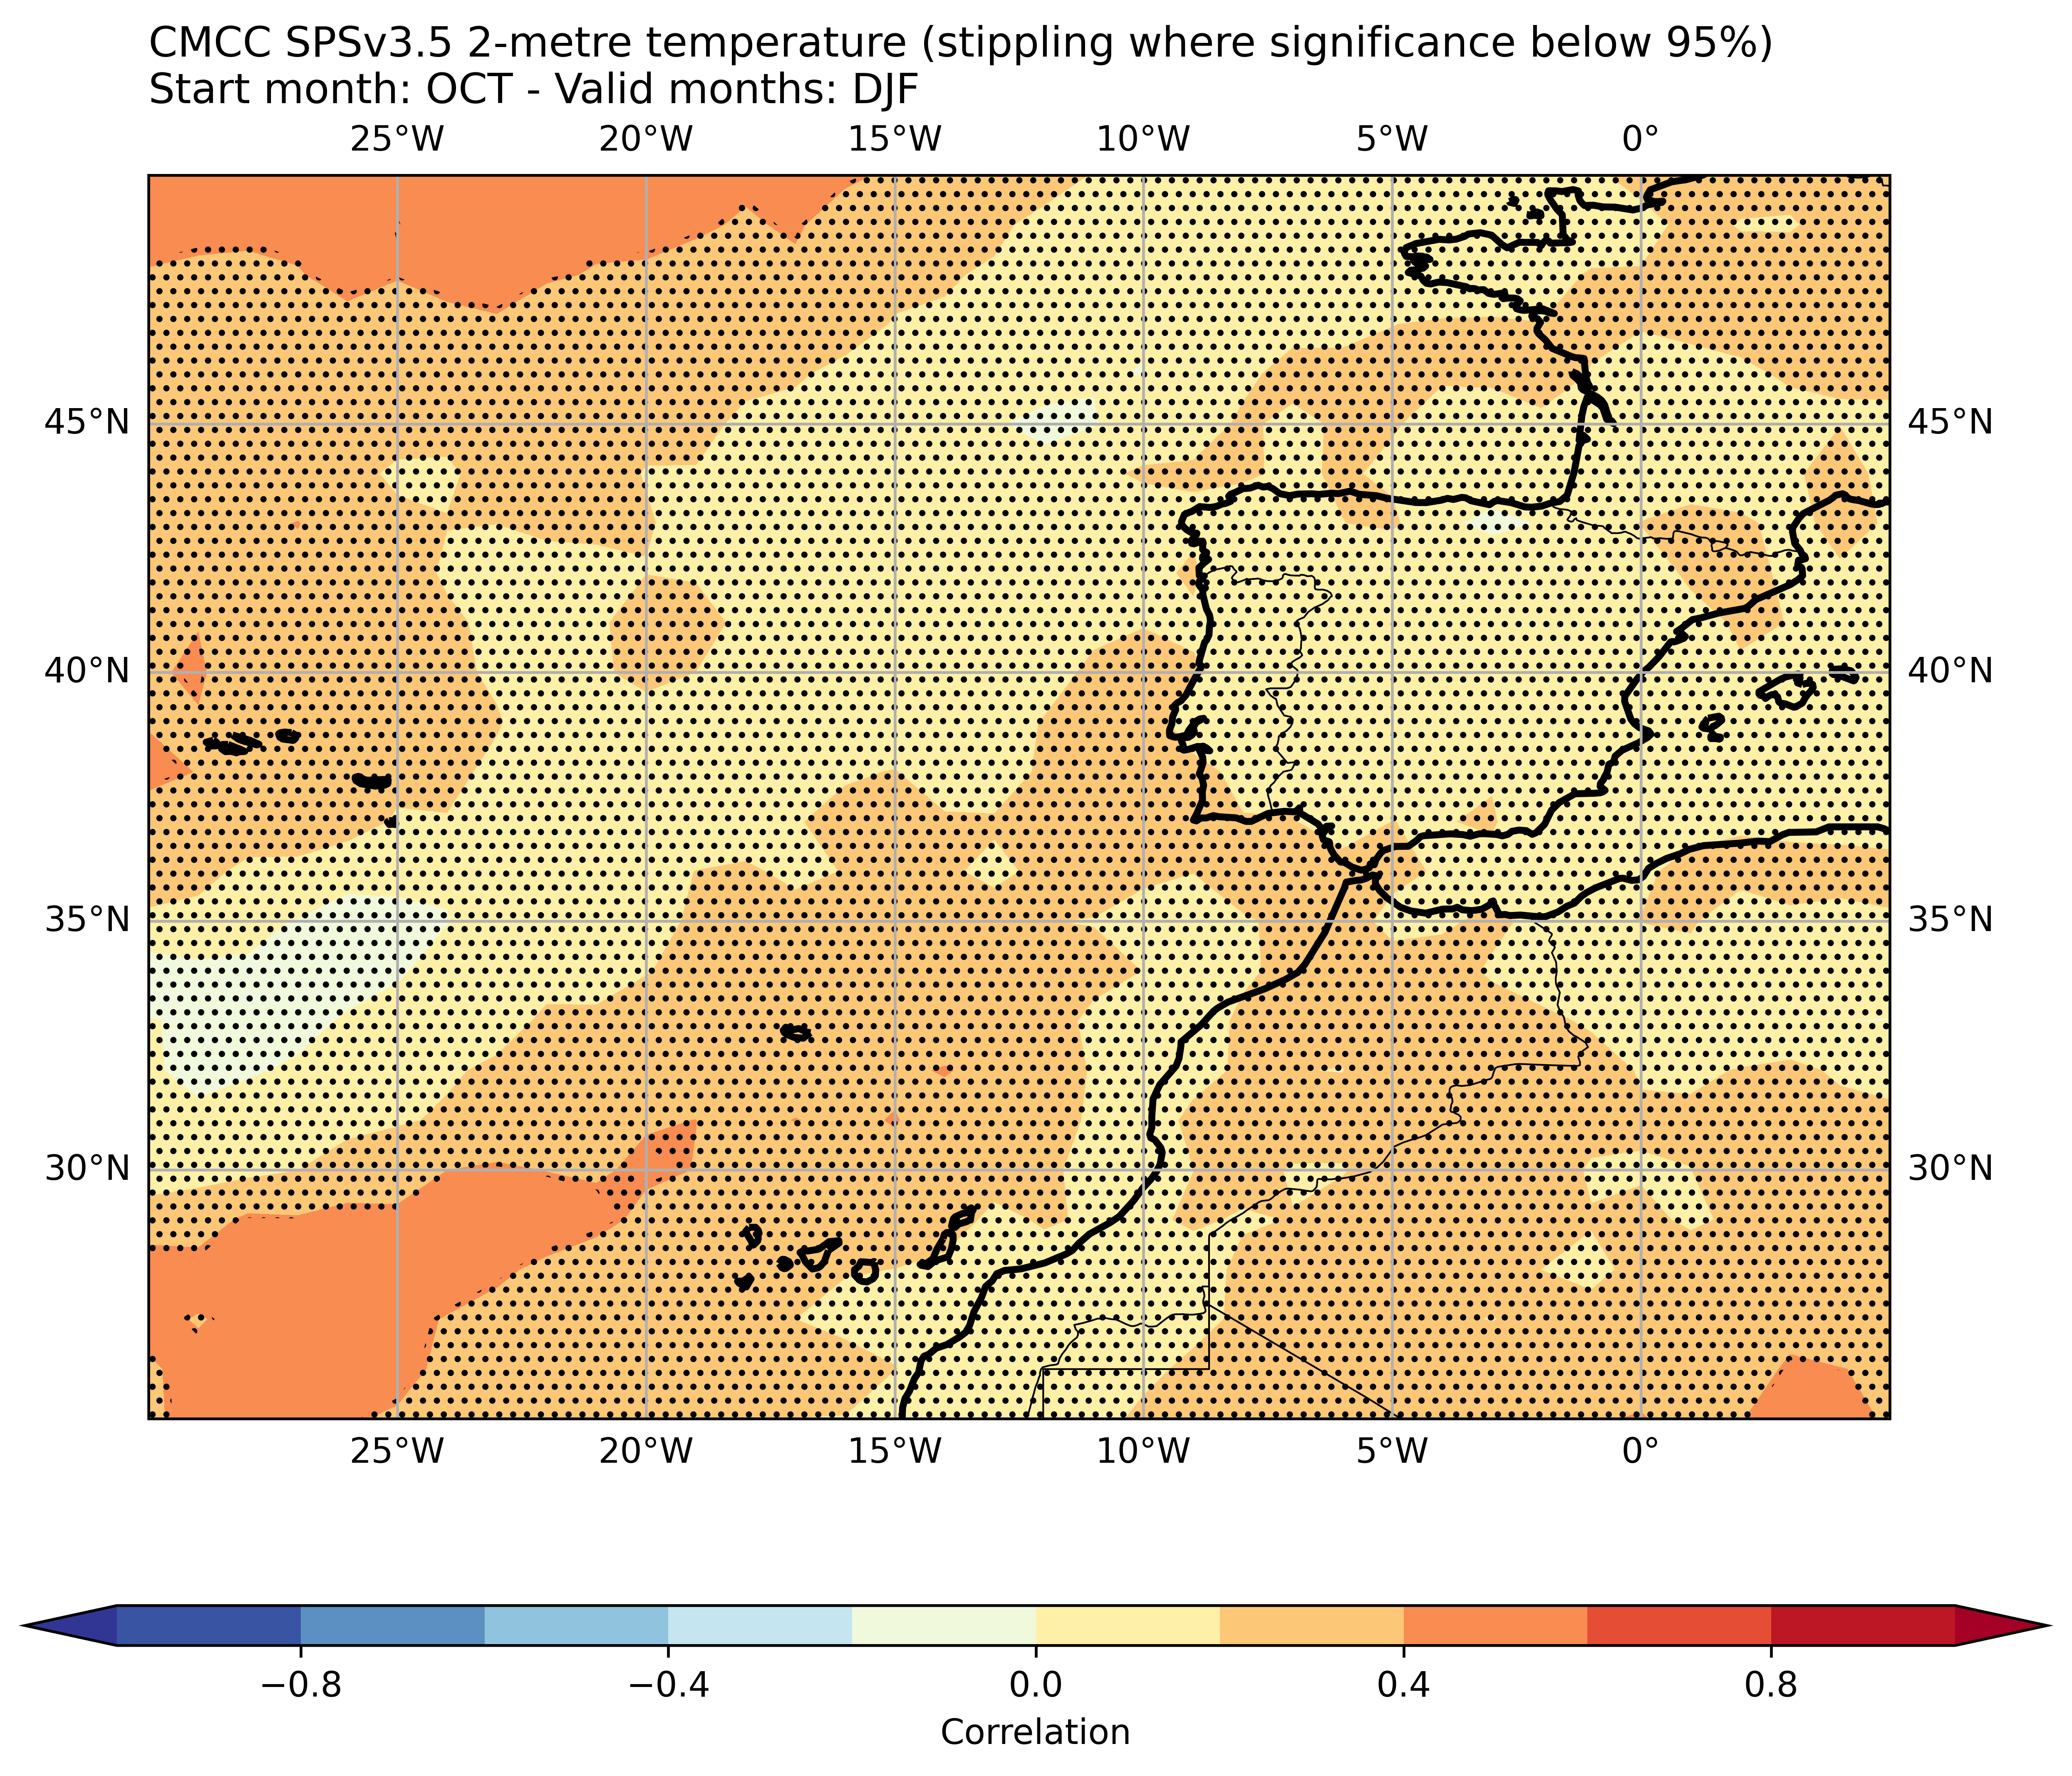 CMCC SPSv3.5 2-metre temperature (stippling where significance below 95%)
Start month: OCT - Valid months: DJF
25°W 20°W 15°W 10°W 5°W 0°
45°N 45°N
40°N 40°N
35°N 35°N
30°N 30°N
25°W 20°W 15°W 10°W 5°W 0°
−0.8 −0.4 0.0 0.4 0.8
Correlation